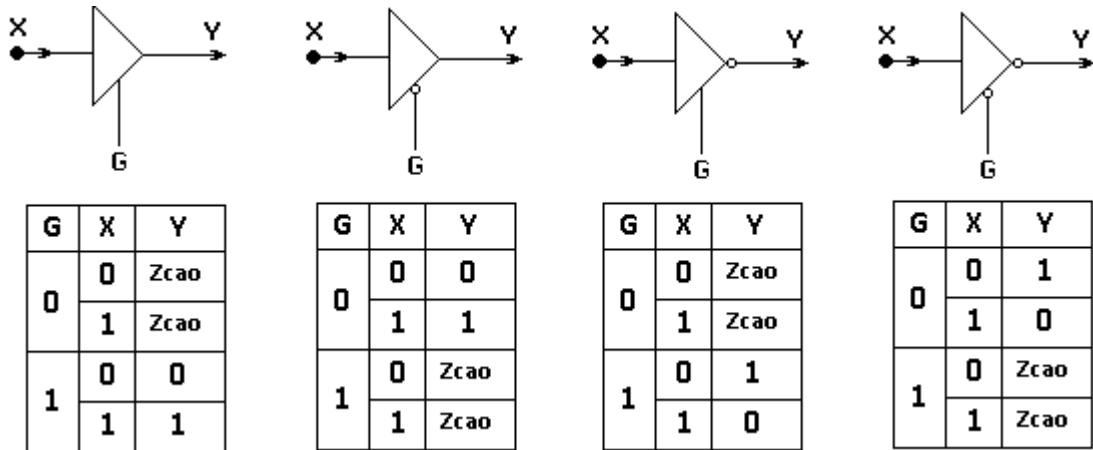 X Y
G
G X Y
0 0 Zcao
1 Zcao
1 0 0
1 1
X Y
G
G X Y
0 0 0
1 1
1 0 Zcao
1 Zcao
X Y
G
G X Y
0 0 Zcao
1 Zcao
1 0 1
1 0
X Y
G
G X Y
0 0 1
1 0
1 0 Zcao
1 Zcao